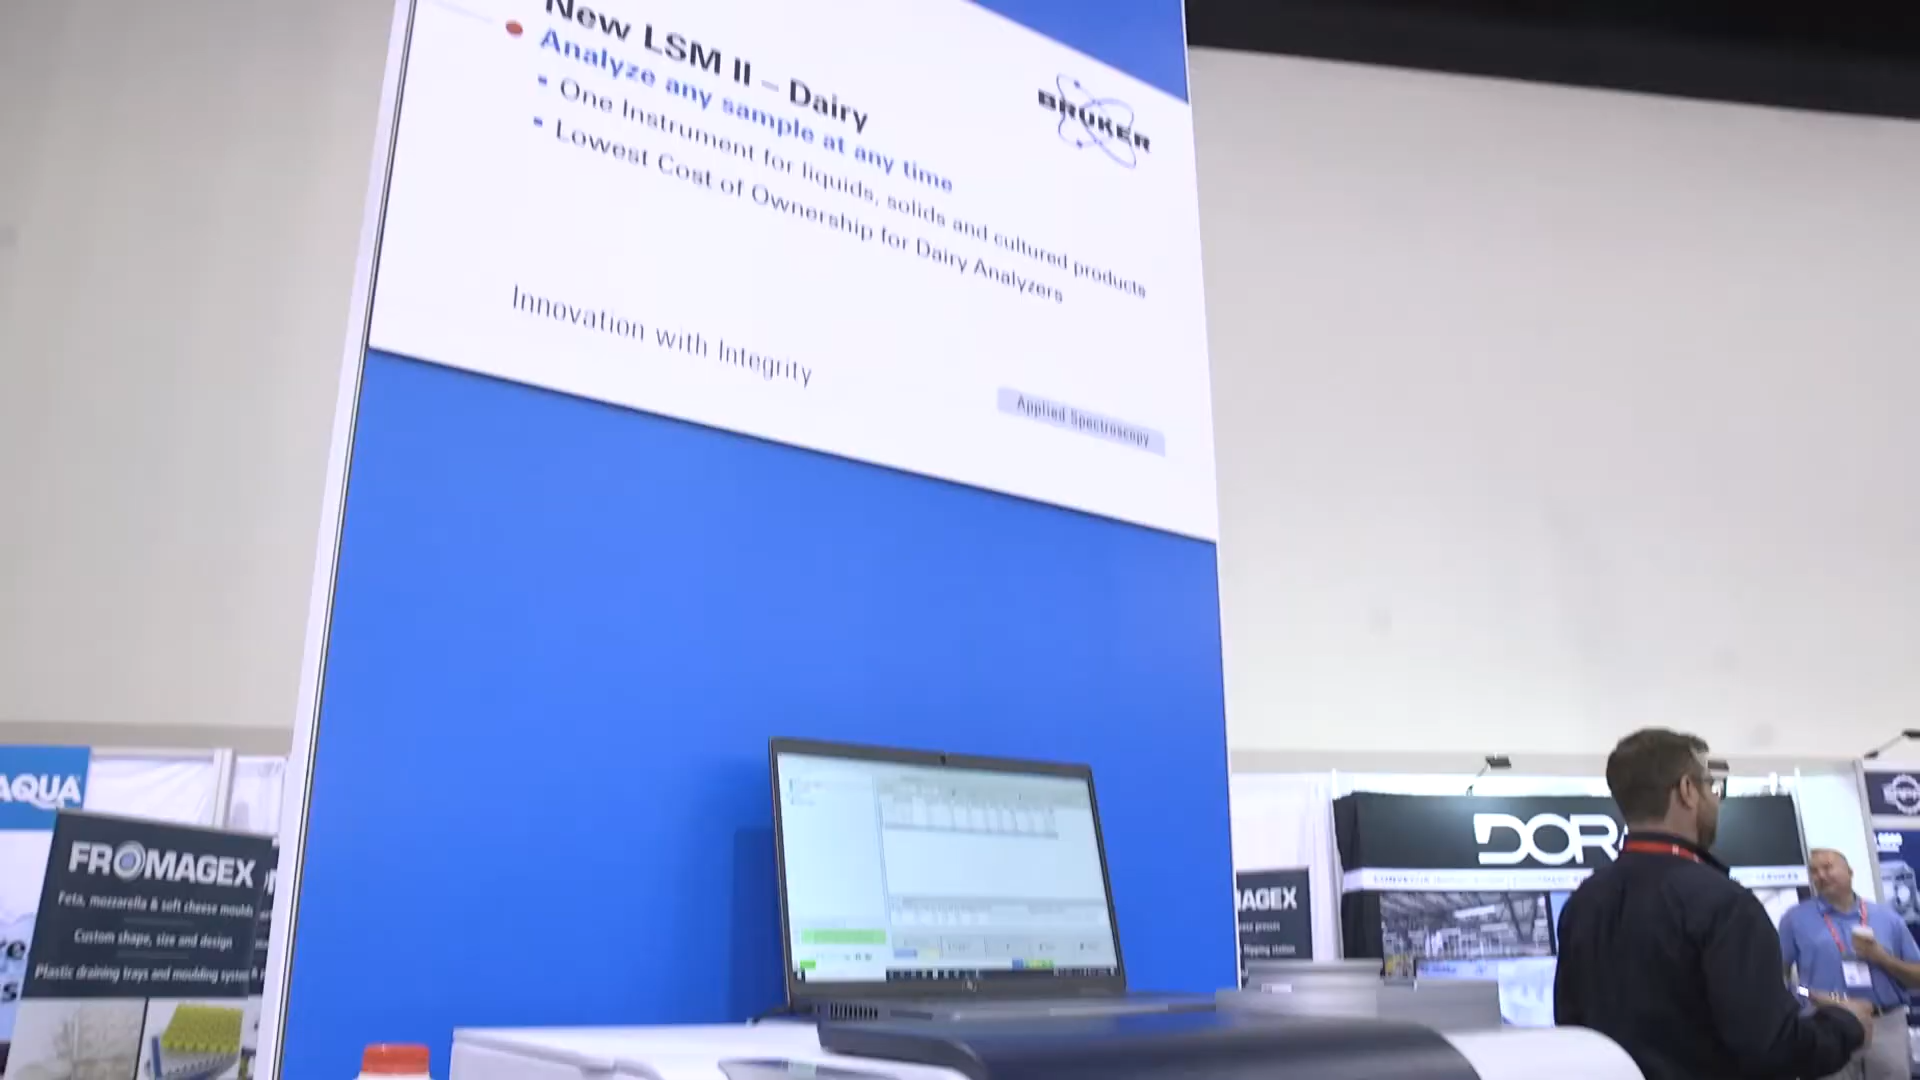 New LSM II – Dairy
Analyze any sample at any time
One Instrument for liquids, solids and cultured products
Lowest Cost of Ownership for Dairy Analyzers
BRUKER
Innovation with Integrity
Applied Spectroscopy
AQUA
FROMAGEX
Feta, mozzarella & soft cheese moulds
Custom shape, size and design
Plastic draining trays and moulding system
AGEX
DORA